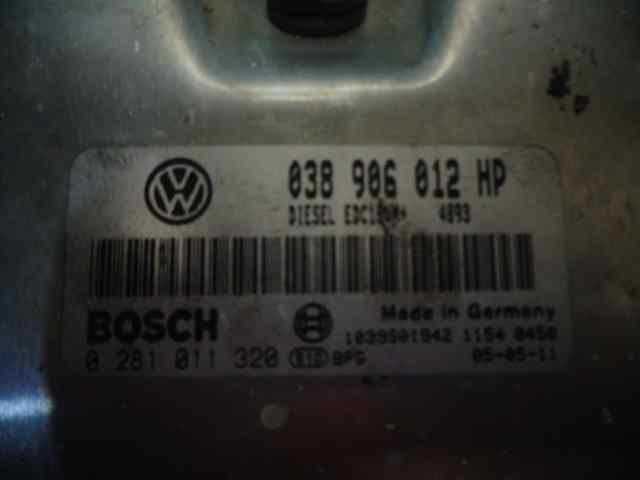 038 906 012 HP
DIESEL 4893
BOSCH
Made in Germany
1039S01942 1154 0450
0 281 011 320 BPG
05-05-11